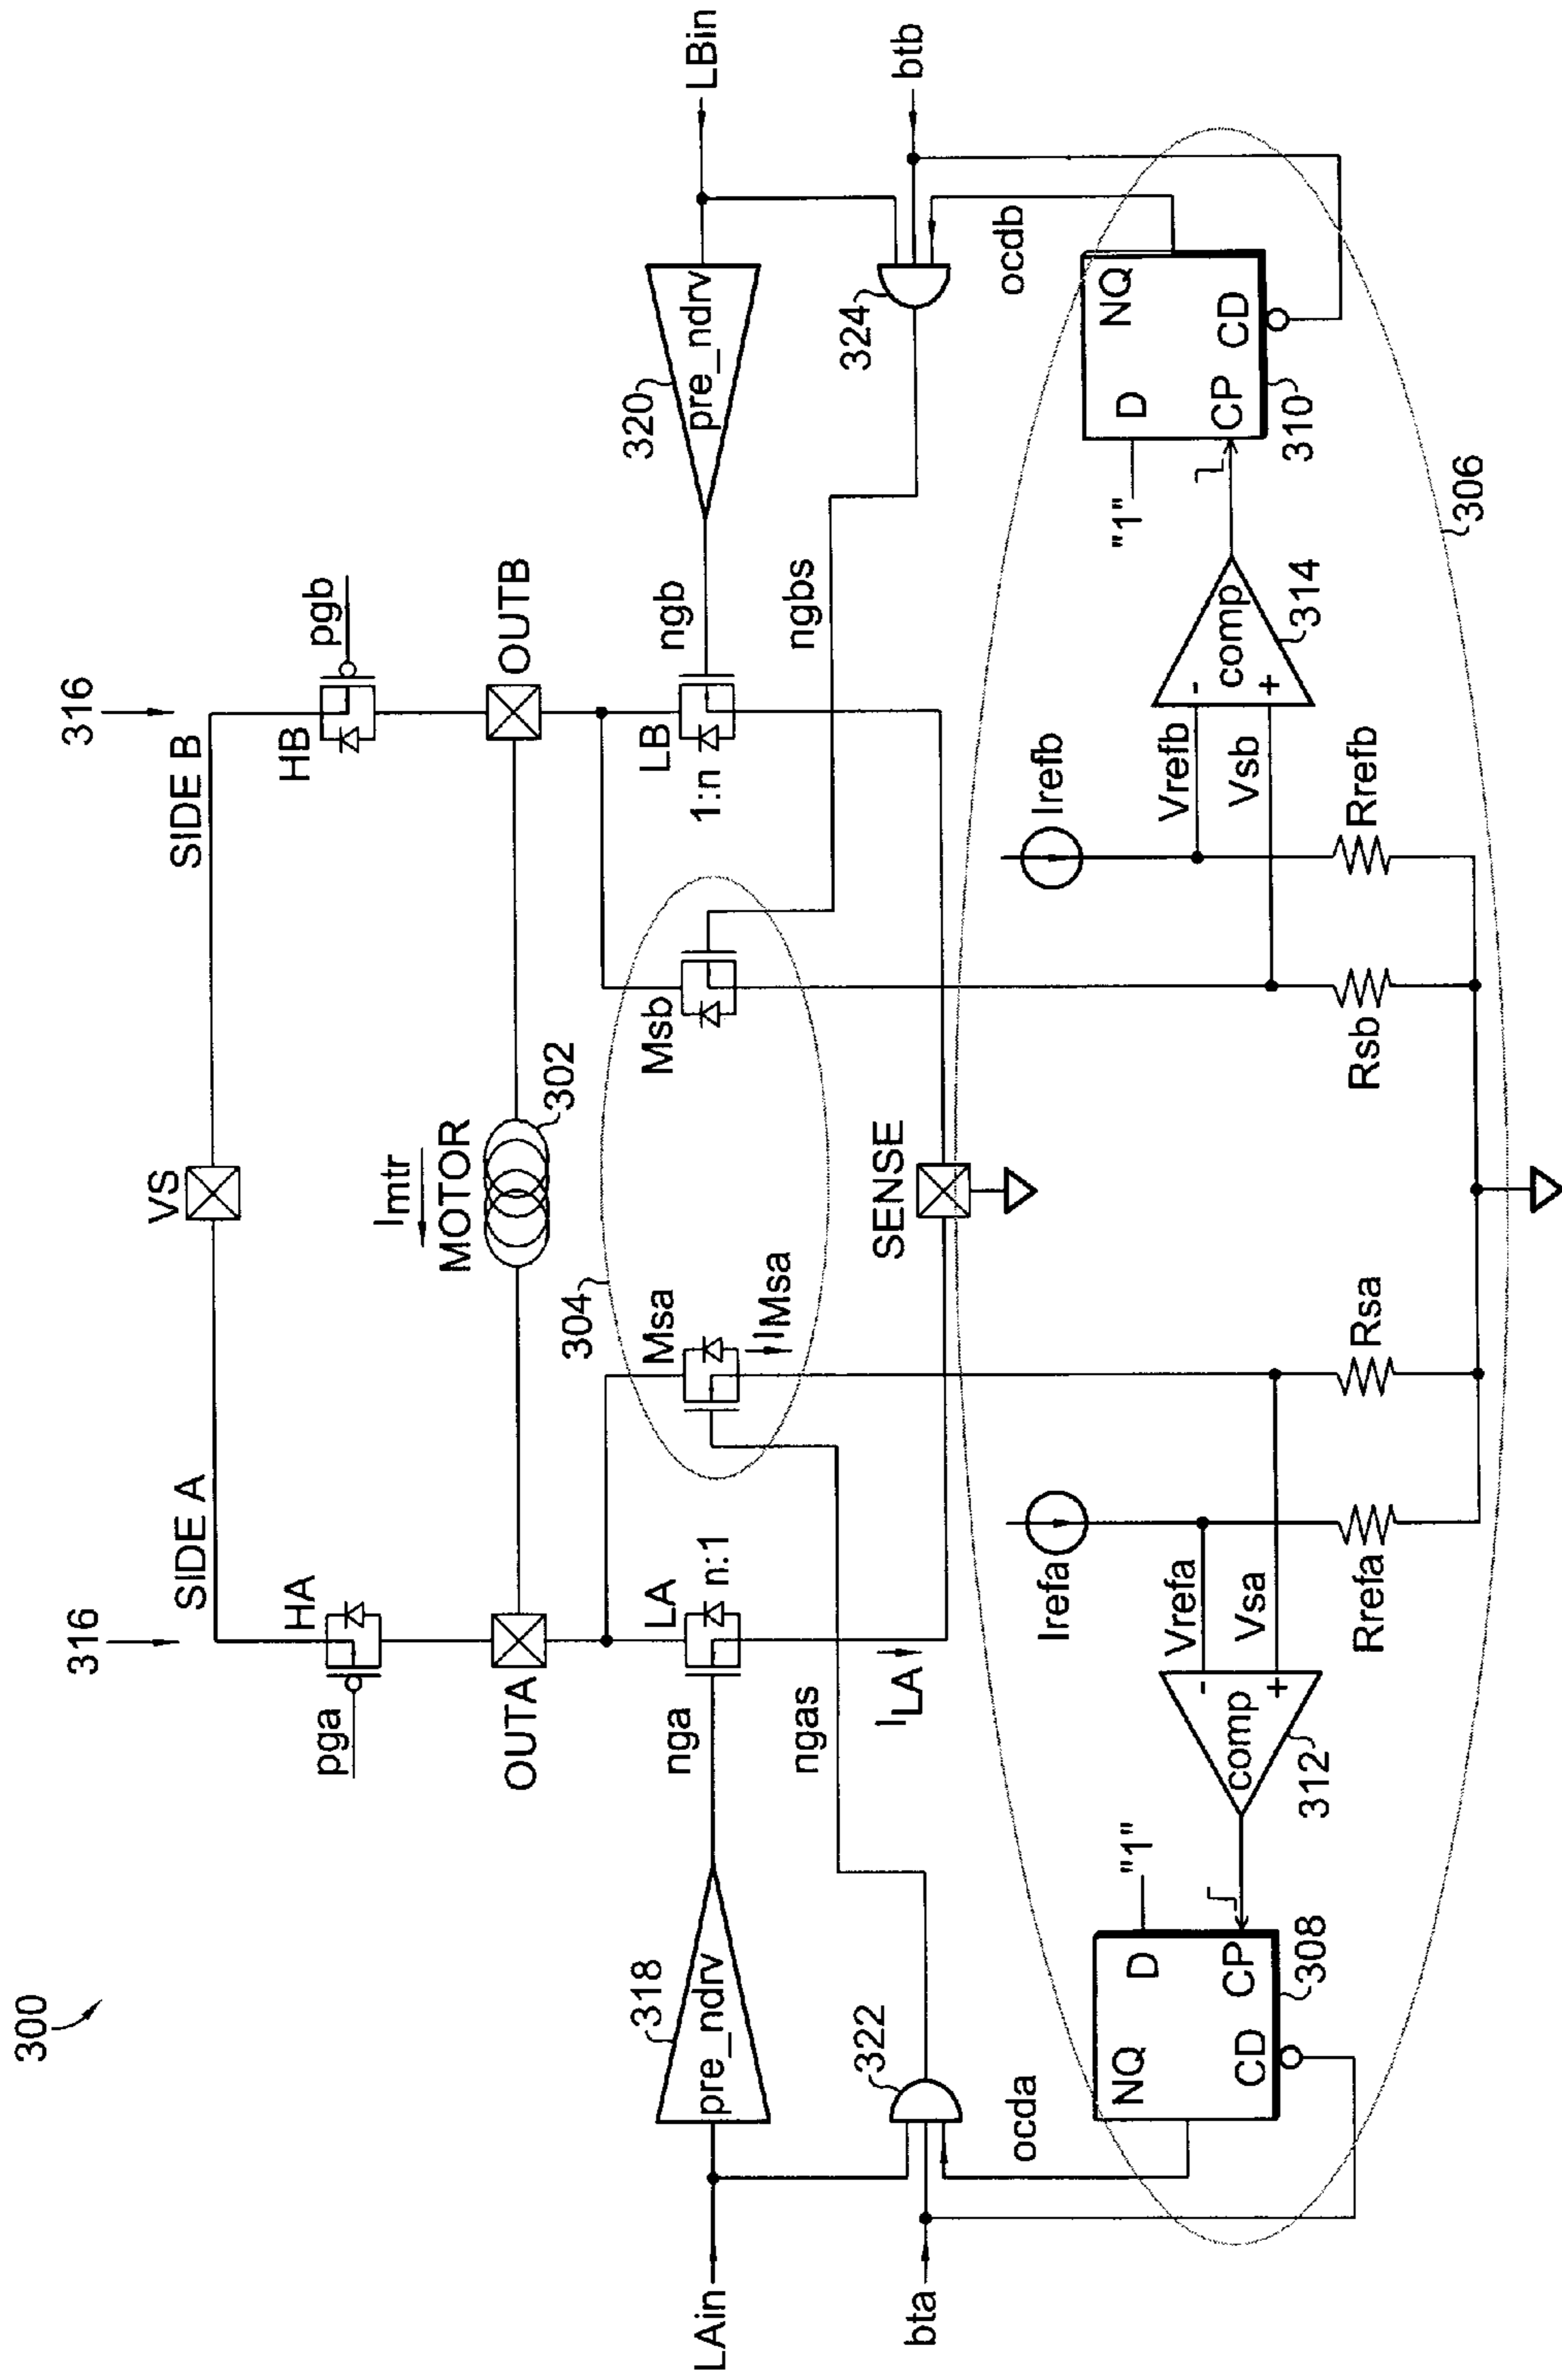 300
316
SIDE A
VS
SIDE B
316
pga
HA
HB
pgb
Imtr
MOTOR
302
OUTA
OUTB
304
LAin
318
pre_ndrv
nga
LA
n:1
Msa
IMsa
Msb
LB
1:n
ngb
320
pre_ndrv
LBin
ngas
ILA
SENSE
ngbs
bta
322
324
btb
ocda
ocdb
NQ
D
"1"
CD
CP
308
comp
-
+
312
Vrefa
Vsa
Irefa
Rrefa
Rsa
Rsb
Rrefb
Irefb
Vrefb
Vsb
-
+
comp
314
"1"
D
NQ
CP
CD
310
306